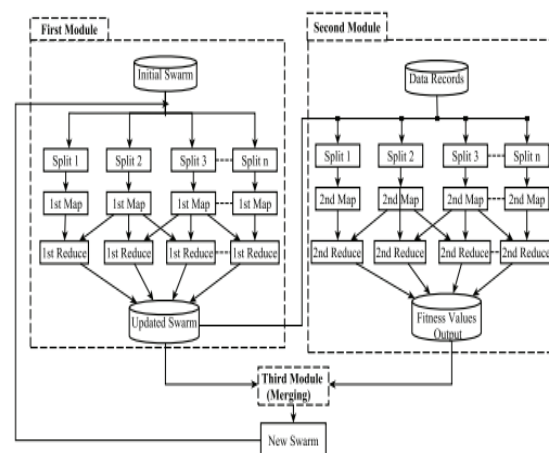 First Module
Initial Swarm
Split 1 Split 2 Split 3 Split n
1st Map 1st Map 1st Map 1st Map
1st Reduce 1st Reduce 1st Reduce 1st Reduce
Updated Swarm
Second Module
Data Records
Split 1 Split 2 Split 3 Split n
2nd Map 2nd Map 2nd Map 2nd Map
2nd Reduce 2nd Reduce 2nd Reduce 2nd Reduce
Fitness Values
Output
Third Module
(Merging)
New Swarm